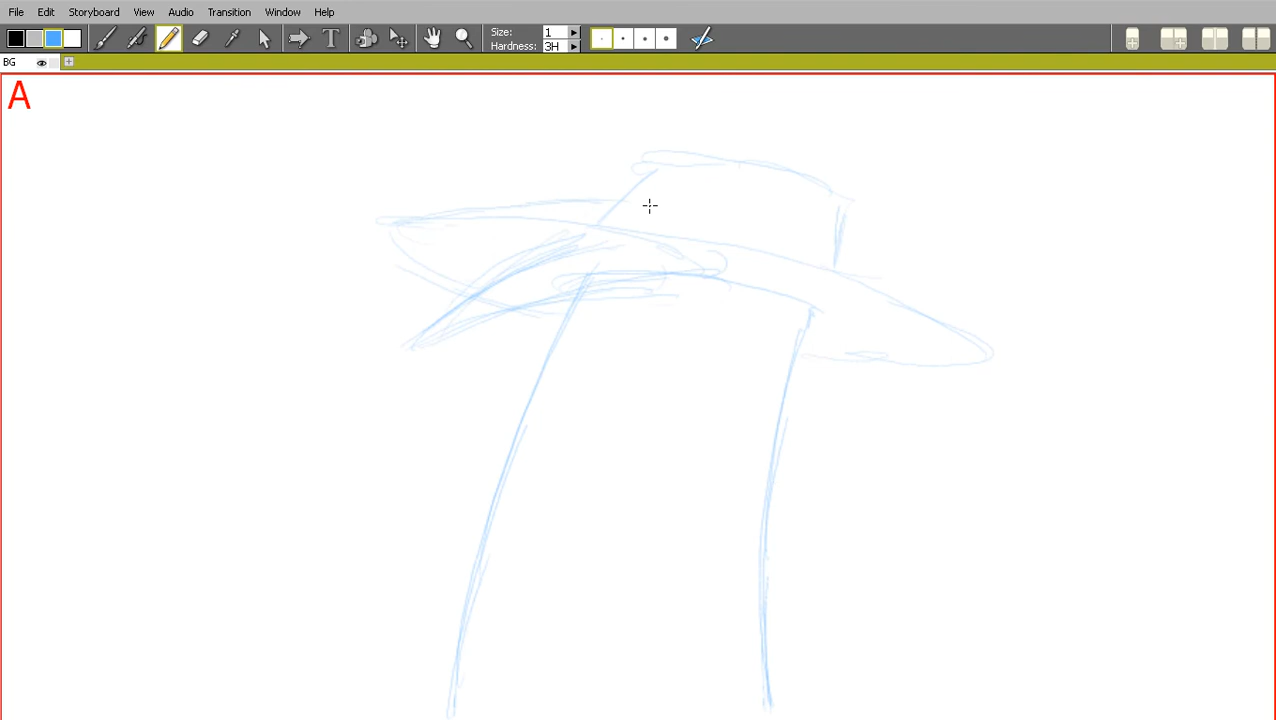 File Edit Storyboard View Audio Transition Window Help
T Size: 1
Hardness: 3H
BG
A